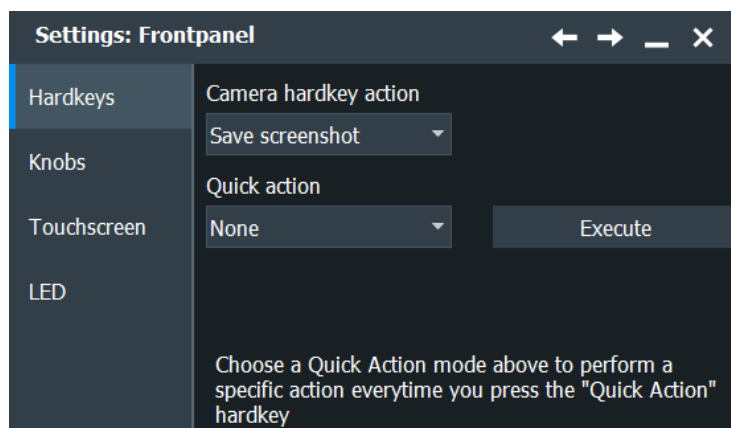 Settings: Frontpanel
Hardkeys
Knobs
Touchscreen
LED
Camera hardkey action
Save screenshot
Quick action
None
Execute
Choose a Quick Action mode above to perform a
specific action everytime you press the "Quick Action"
hardkey